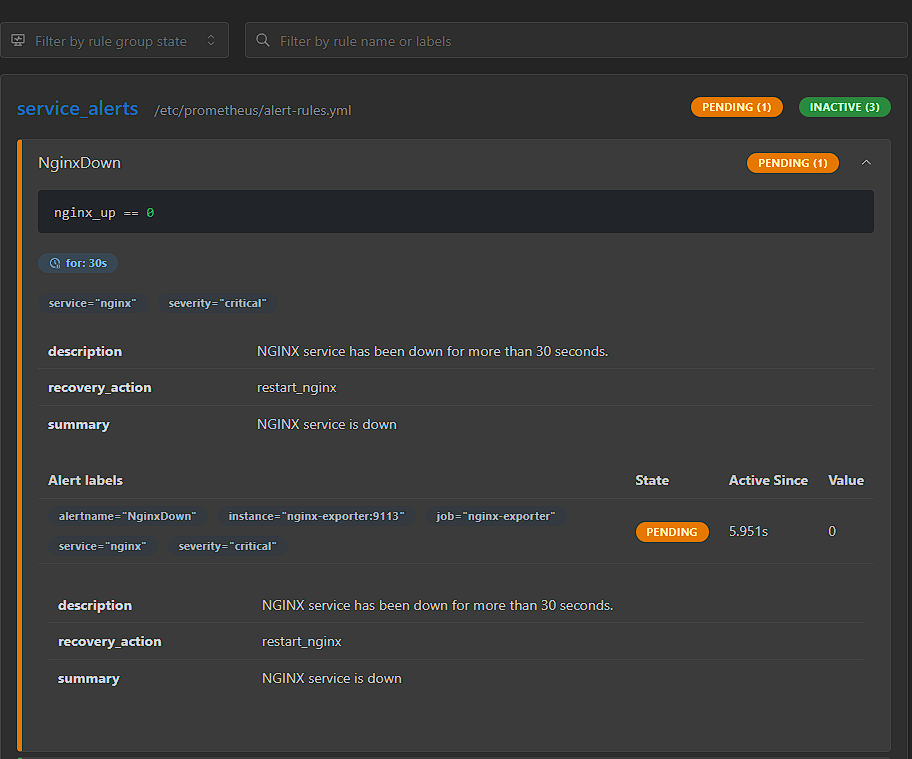 Filter by rule group state
Filter by rule name or labels
service_alerts /etc/prometheus/alert-rules.yml PENDING (1) INACTIVE (3)
NginxDown PENDING (1)
nginx_up == 0
for: 30s
service="nginx" severity="critical"
description NGINX service has been down for more than 30 seconds.
recovery_action restart_nginx
summary NGINX service is down
Alert labels State Active Since Value
alertname="NginxDown" instance="nginx-exporter:9113" job="nginx-exporter"
PENDING 5.951s 0
service="nginx" severity="critical"
description NGINX service has been down for more than 30 seconds.
recovery_action restart_nginx
summary NGINX service is down